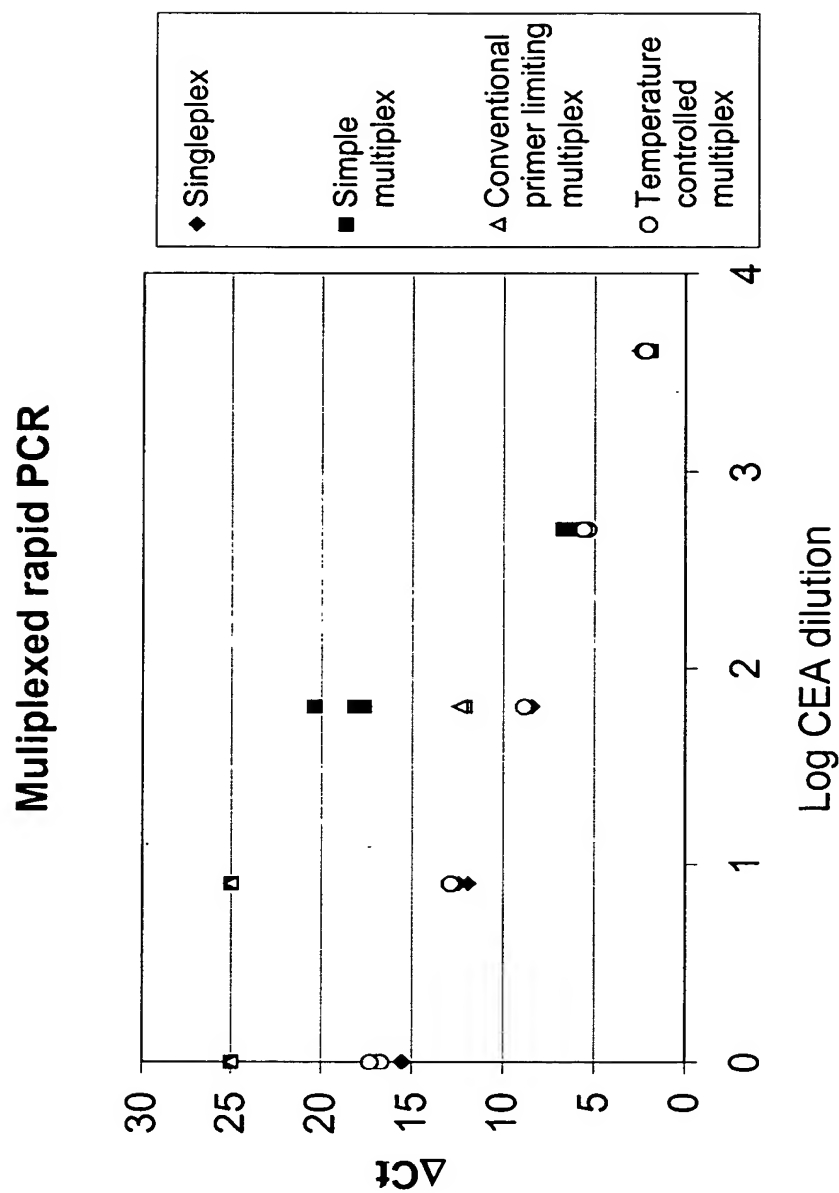 Muliplexed rapid PCR
ΔCt
30
25
20
15
10
5
0
0
1
2
3
4
Log CEA dilution
Singleplex
Simple
multiplex
Conventional
primer limiting
multiplex
Temperature
controlled
multiplex